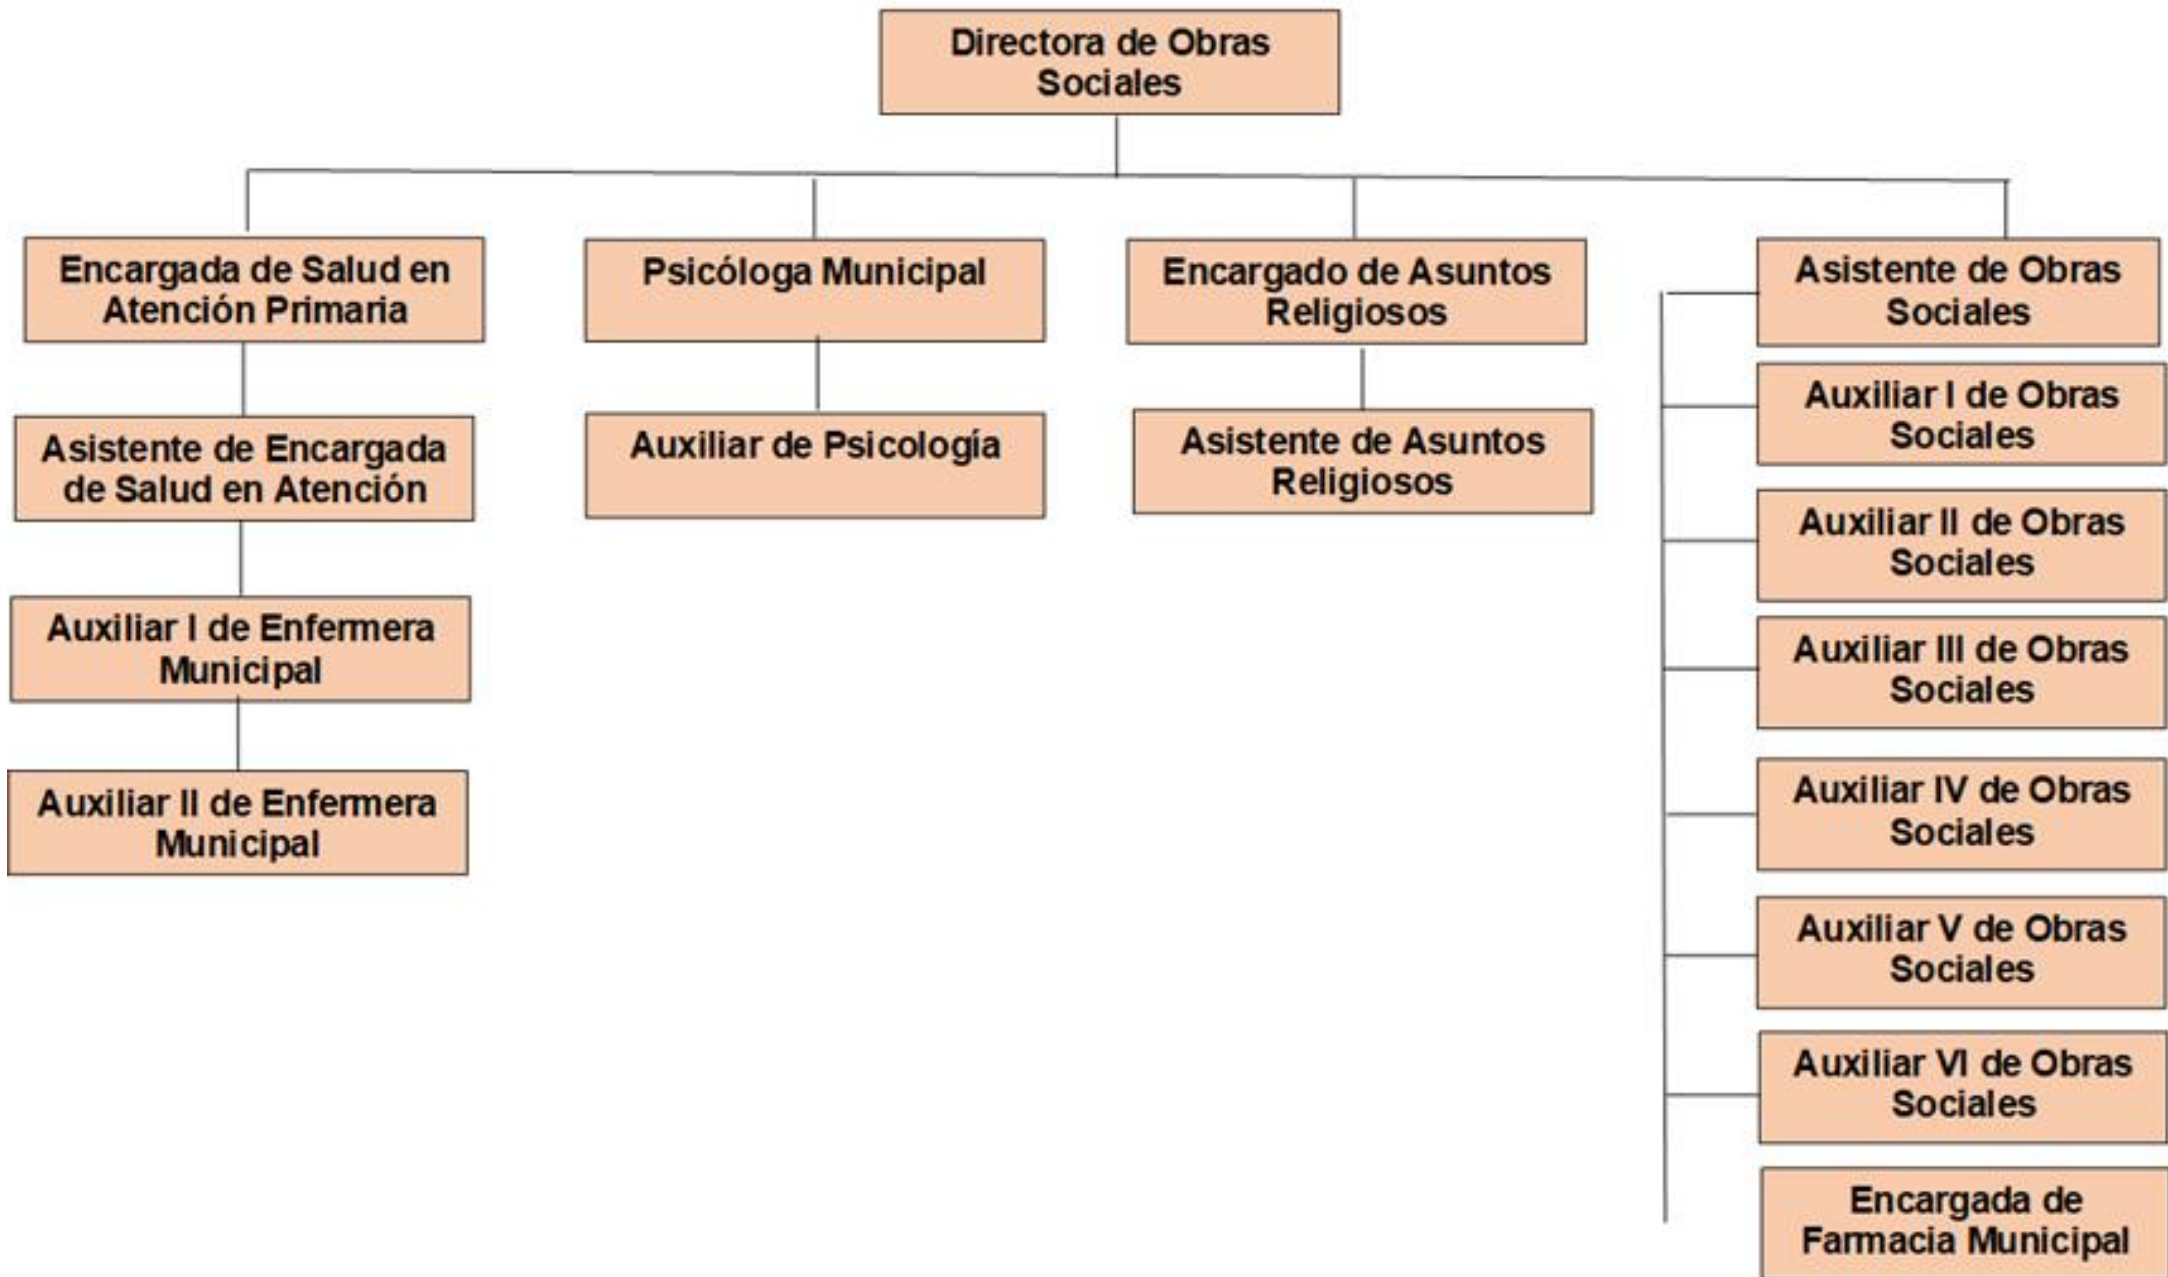 Directora de Obras
Sociales
Encargada de Salud en
Atención Primaria
Psicóloga Municipal
Encargado de Asuntos
Religiosos
Asistente de Obras
Sociales
Asistente de Encargada
de Salud en Atención
Auxiliar de Psicología
Asistente de Asuntos
Religiosos
Auxiliar I de Obras
Sociales
Auxiliar II de Obras
Sociales
Auxiliar I de Enfermera
Municipal
Auxiliar III de Obras
Sociales
Auxiliar II de Enfermera
Municipal
Auxiliar IV de Obras
Sociales
Auxiliar V de Obras
Sociales
Auxiliar VI de Obras
Sociales
Encargada de
Farmacia Municipal